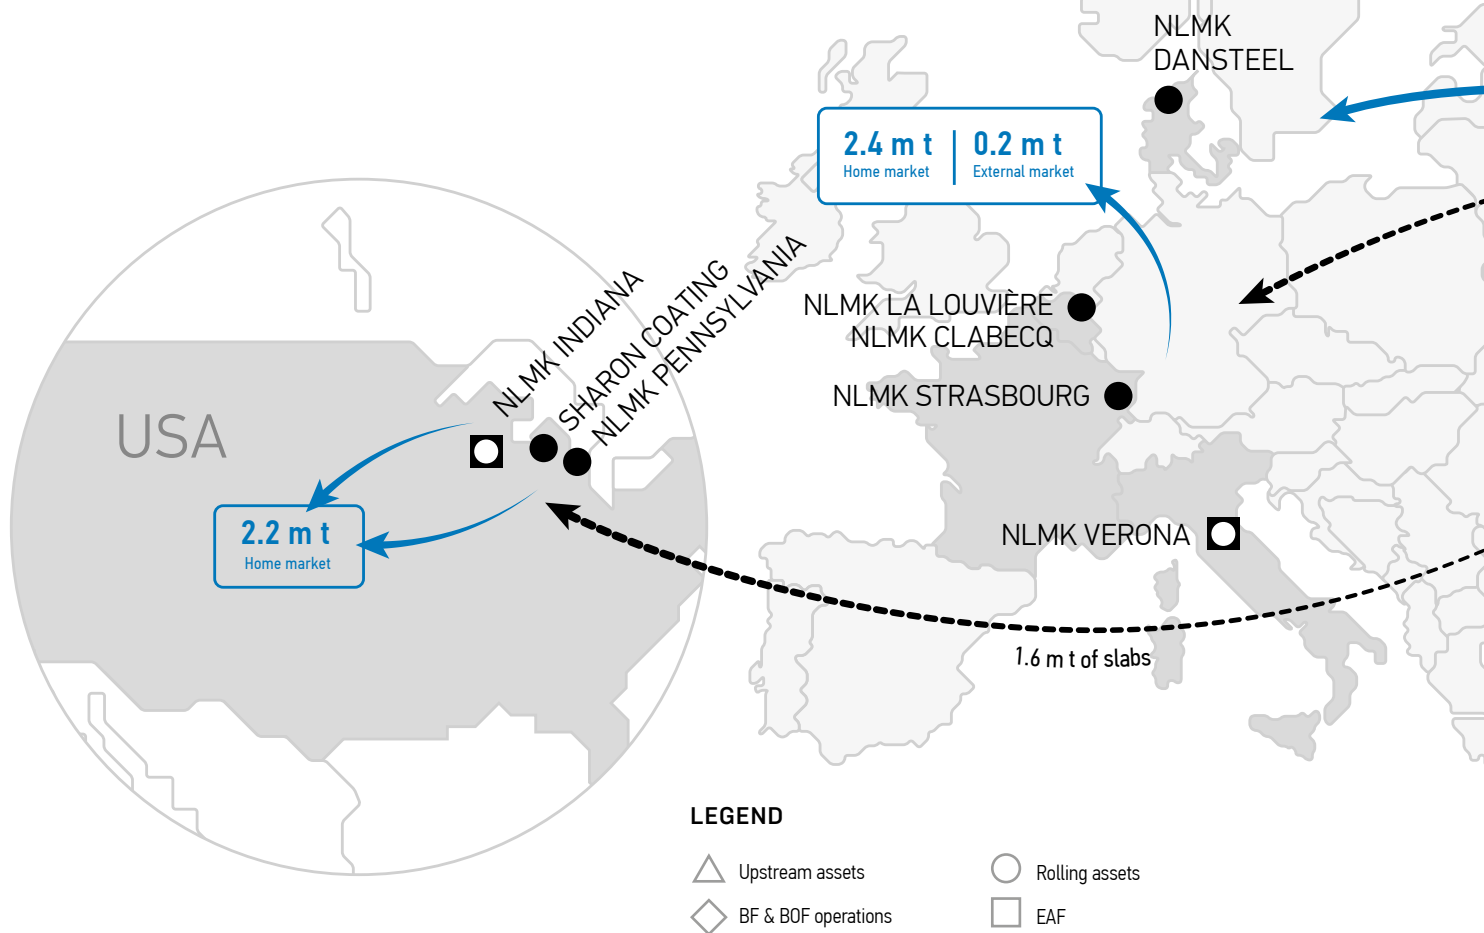 NLMK
DANSTEEL
2.4 m t
Home market
0.2 m t
External market
NLMK INDIANA
SHARON COATING
NLMK PENNSYLVANIA
NLMK LA LOUVIÈRE
NLMK CLABECQ
NLMK STRASBOURG
USA
2.2 m t
Home market
NLMK VERONA
1.6 m t of slabs
LEGEND
Upstream assets
Rolling assets
BF & BOF operations
EAF